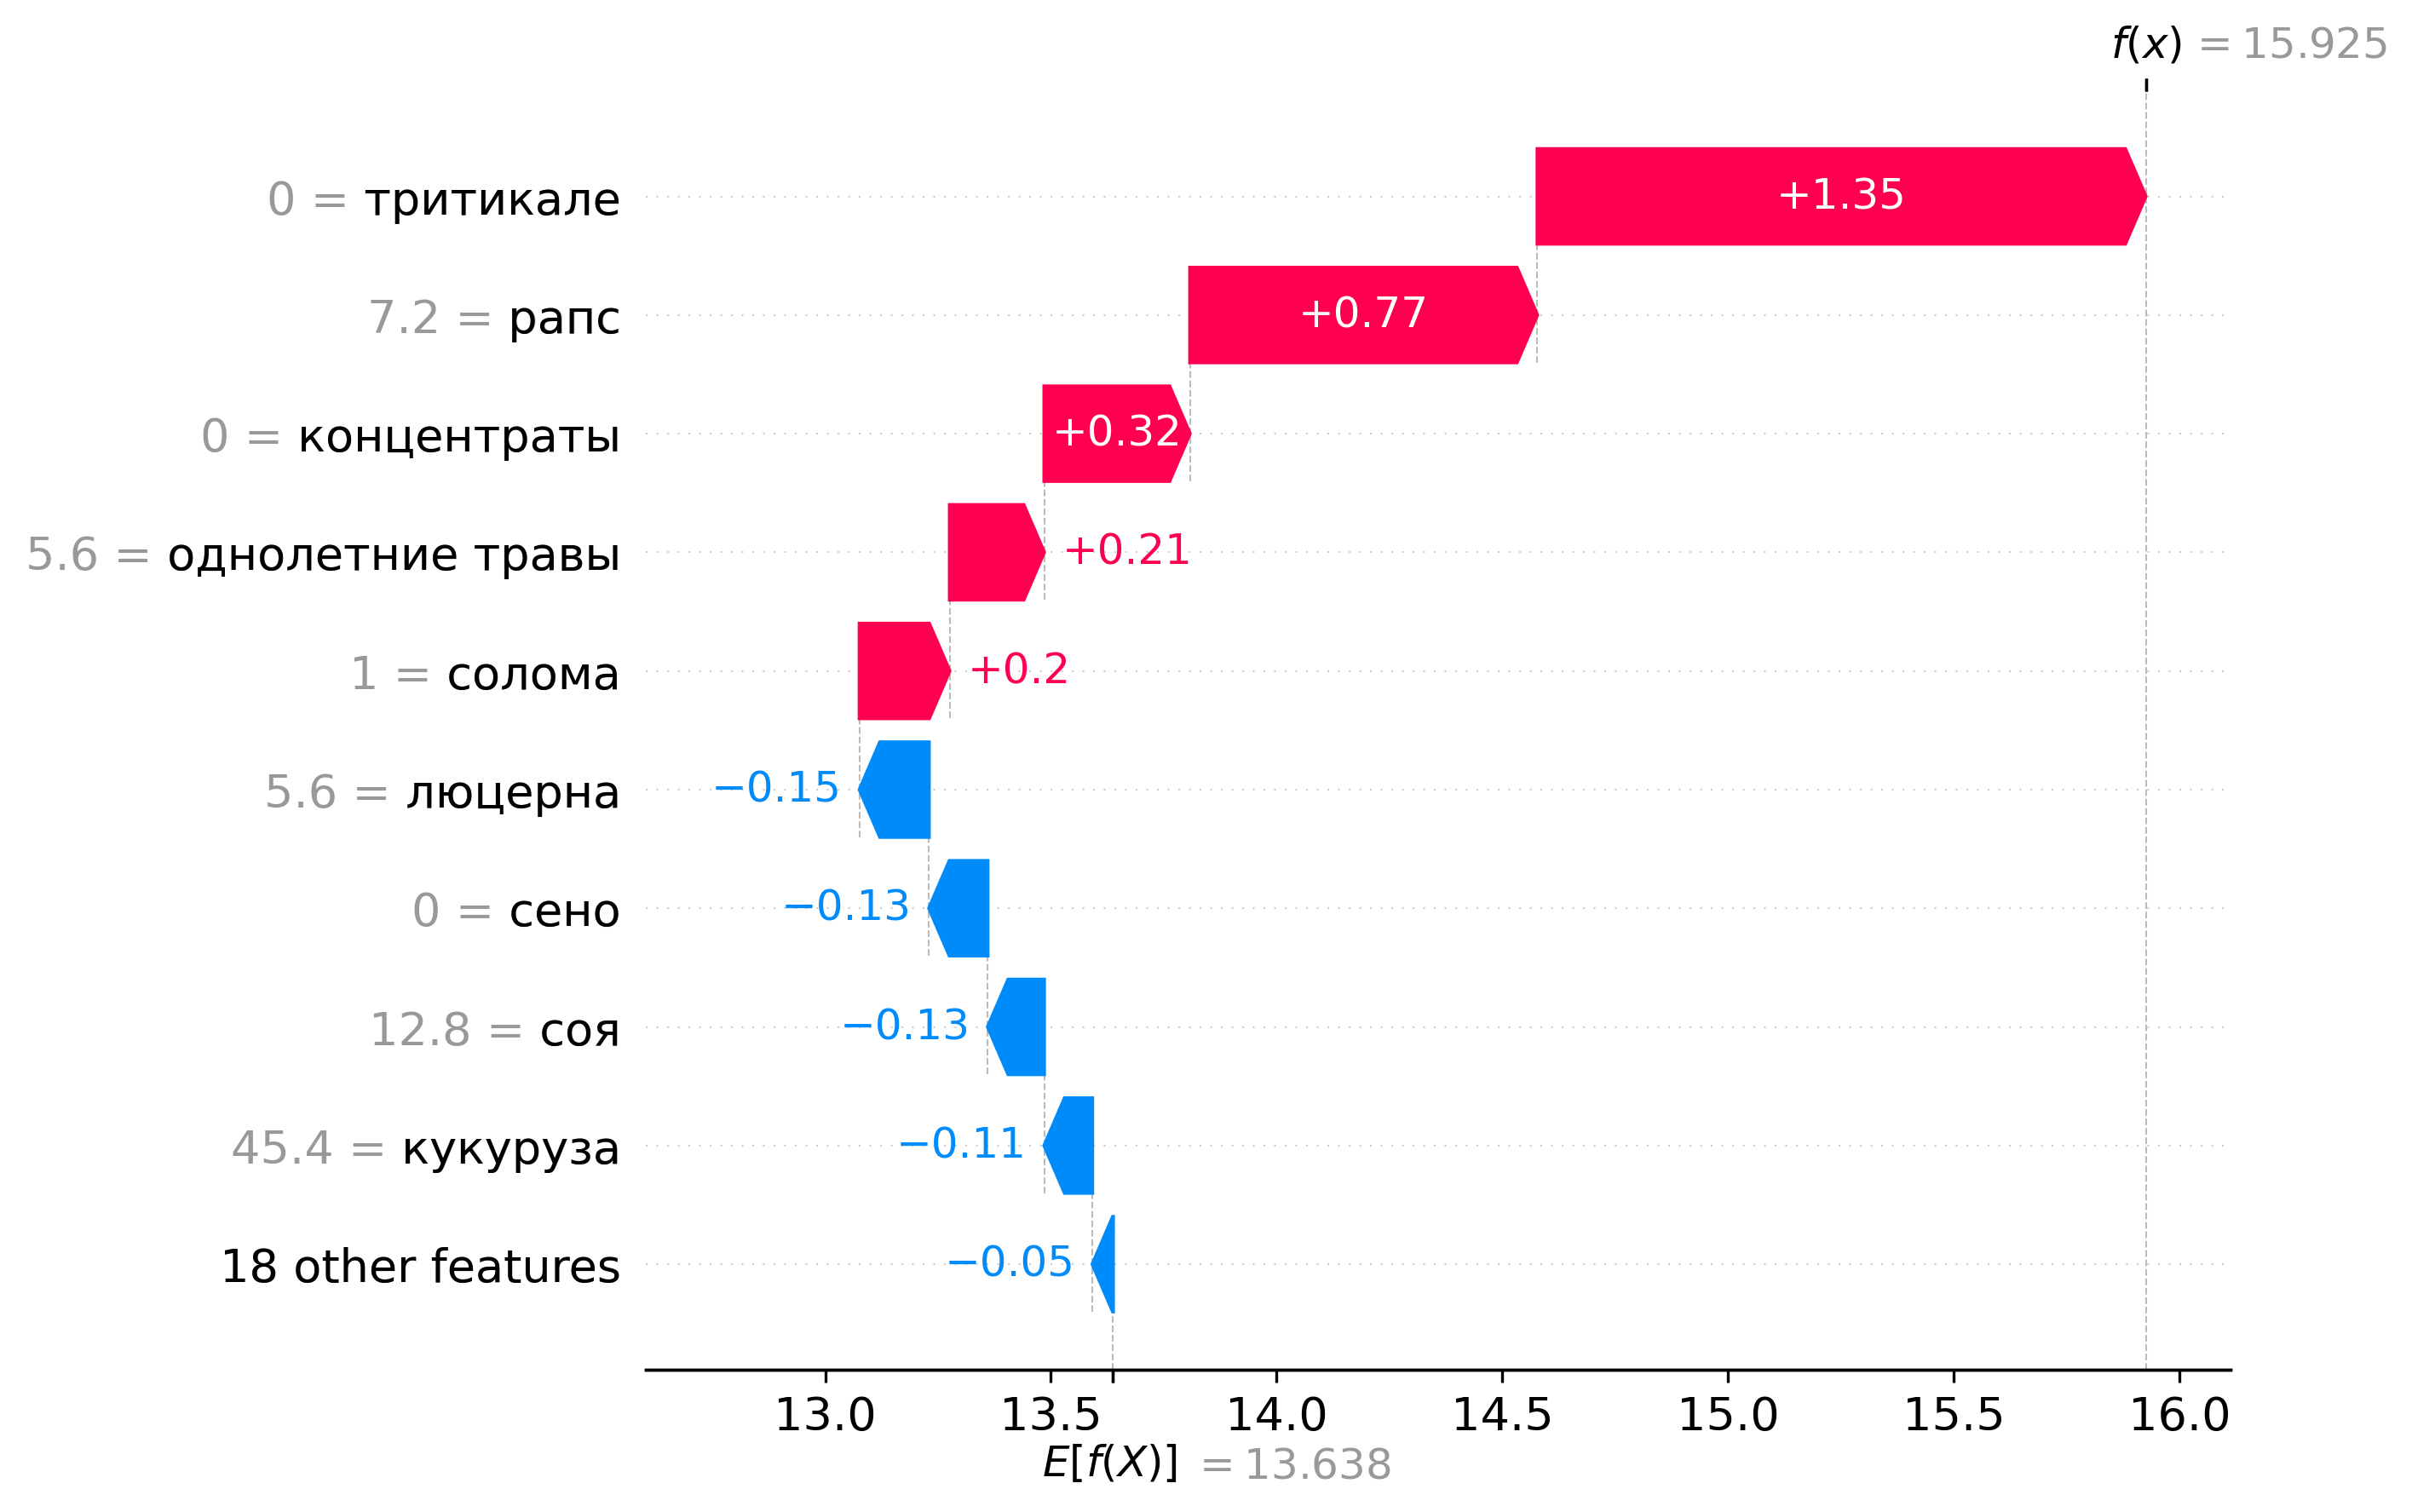 f(x) = 15.925
0 = тритикале
+1.35
7.2 = рапс
+0.77
0 = концентраты
+0.32
5.6 = однолетние травы
+0.21
1 = солома
+0.2
5.6 = люцерна
−0.15
0 = сено
−0.13
12.8 = соя
−0.13
45.4 = кукуруза
−0.11
18 other features
−0.05
13.0 13.5 14.0 14.5 15.0 15.5 16.0
E[f(X)] = 13.638